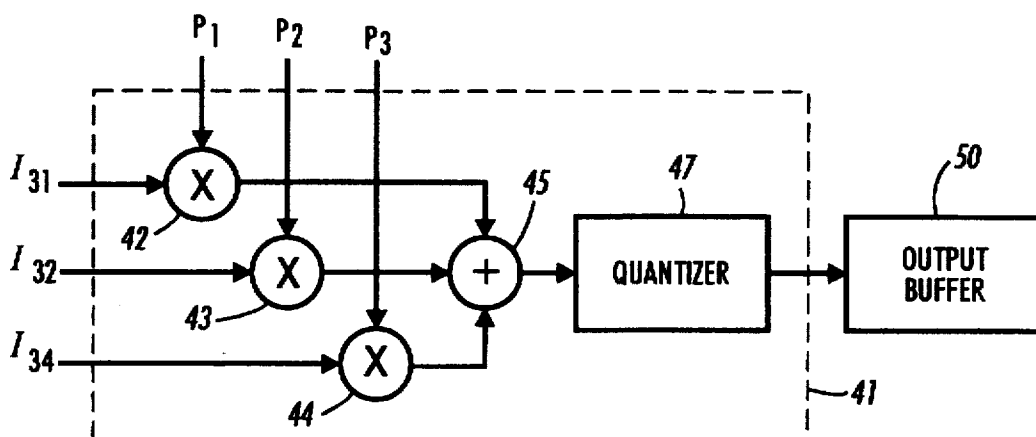 P1 P2 P3
I31
X
42
I32
X
43
I34
X
44
45
+
47
QUANTIZER
50
OUTPUT
BUFFER
41